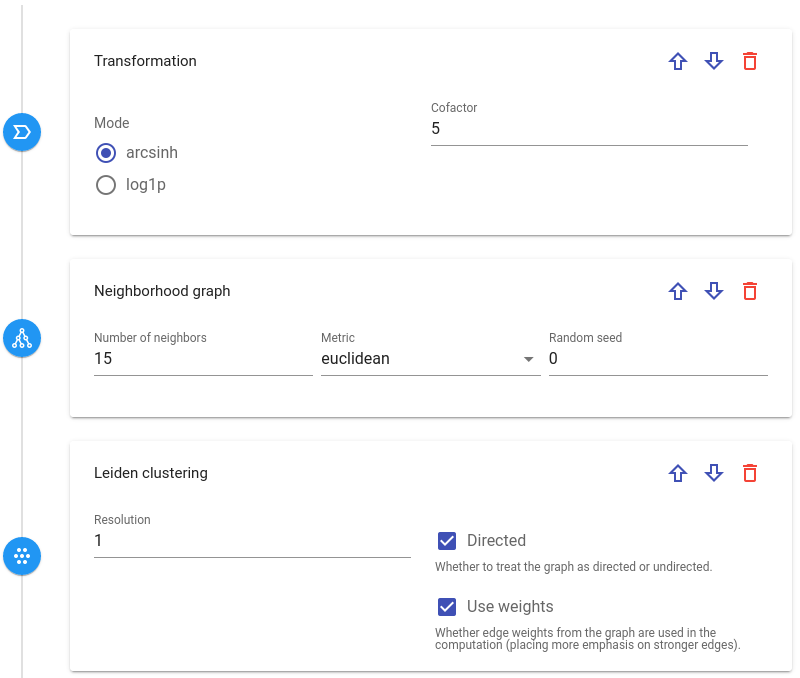 Transformation
Mode
Cofactor
5
arcsinh
log1p
Neighborhood graph
Number of neighbors
Metric
Random seed
15
euclidean
0
Leiden clustering
Resolution
1
Directed
Whether to treat the graph as directed or undirected.
Use weights
Whether edge weights from the graph are used in the
computation (placing more emphasis on stronger edges).